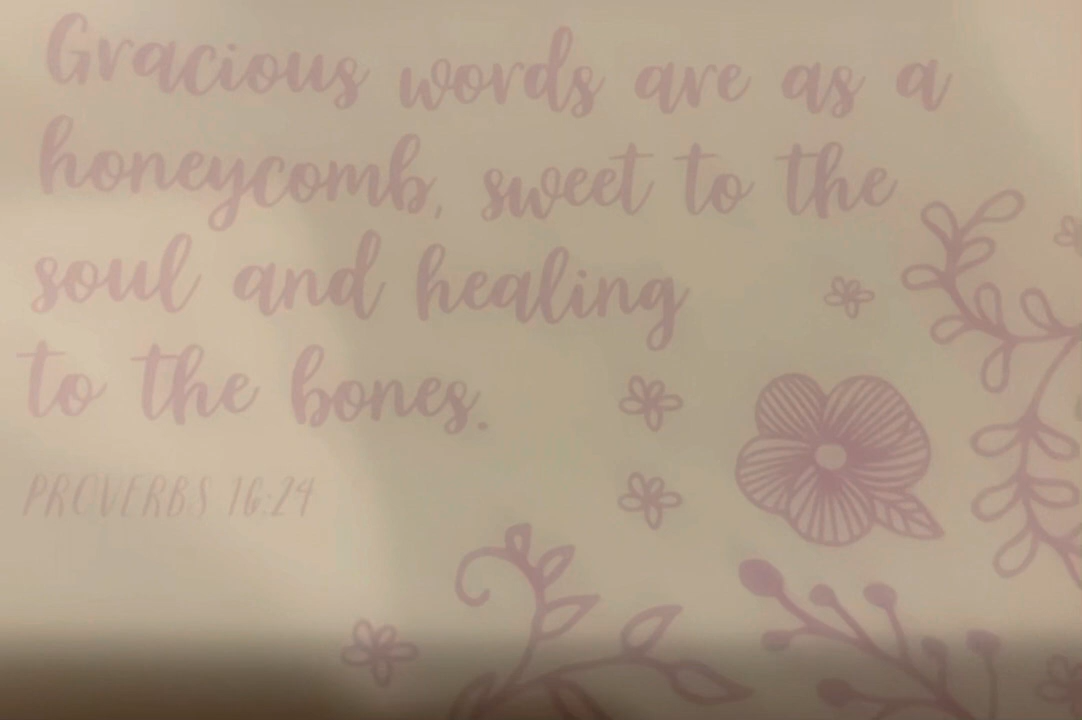 Gracious words are as a
honeycomb, sweet to the
soul and healing
to the bones.
PROVERBS 16:24